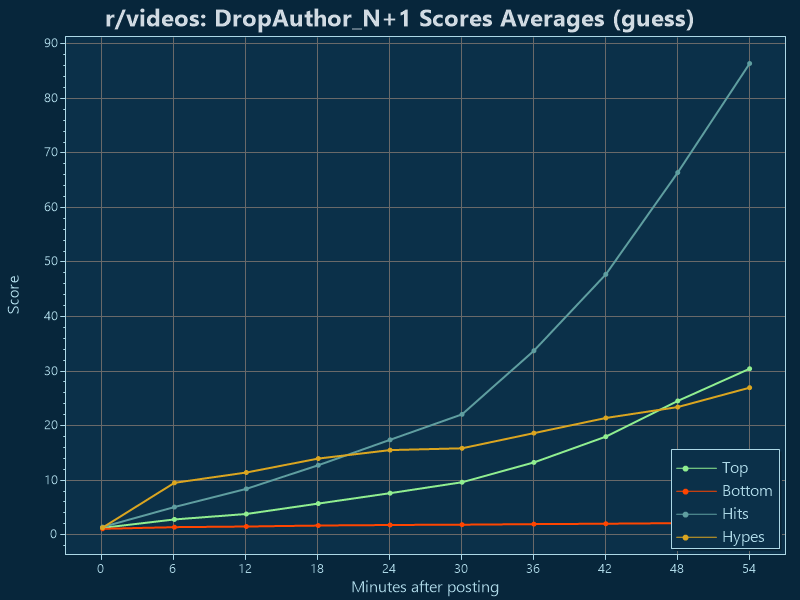 r/videos: DropAuthor_N+1 Scores Averages (guess)
90
80
70
60
50
40
30
20
10
0
Score
0 6 12 18 24 30 36 42 48 54
Minutes after posting
Top
Bottom
Hits
Hypes